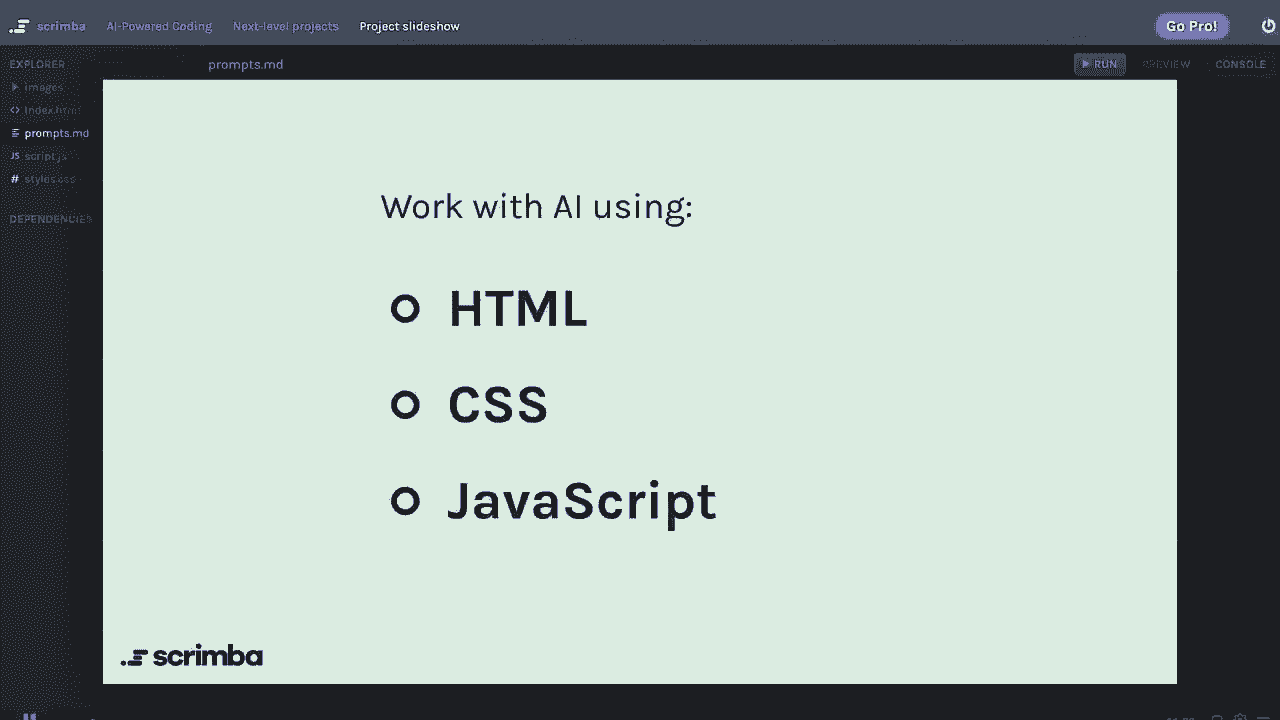 scrimba AI-Powered Coding Next-level projects Project slideshow Go Pro!
EXPLORER prompts.md RUN PREVIEW CONSOLE
images
index.html
prompts.md
JS script.js
# styles.css
DEPENDENCIES
Work with AI using:
HTML
CSS
JavaScript
scrimba